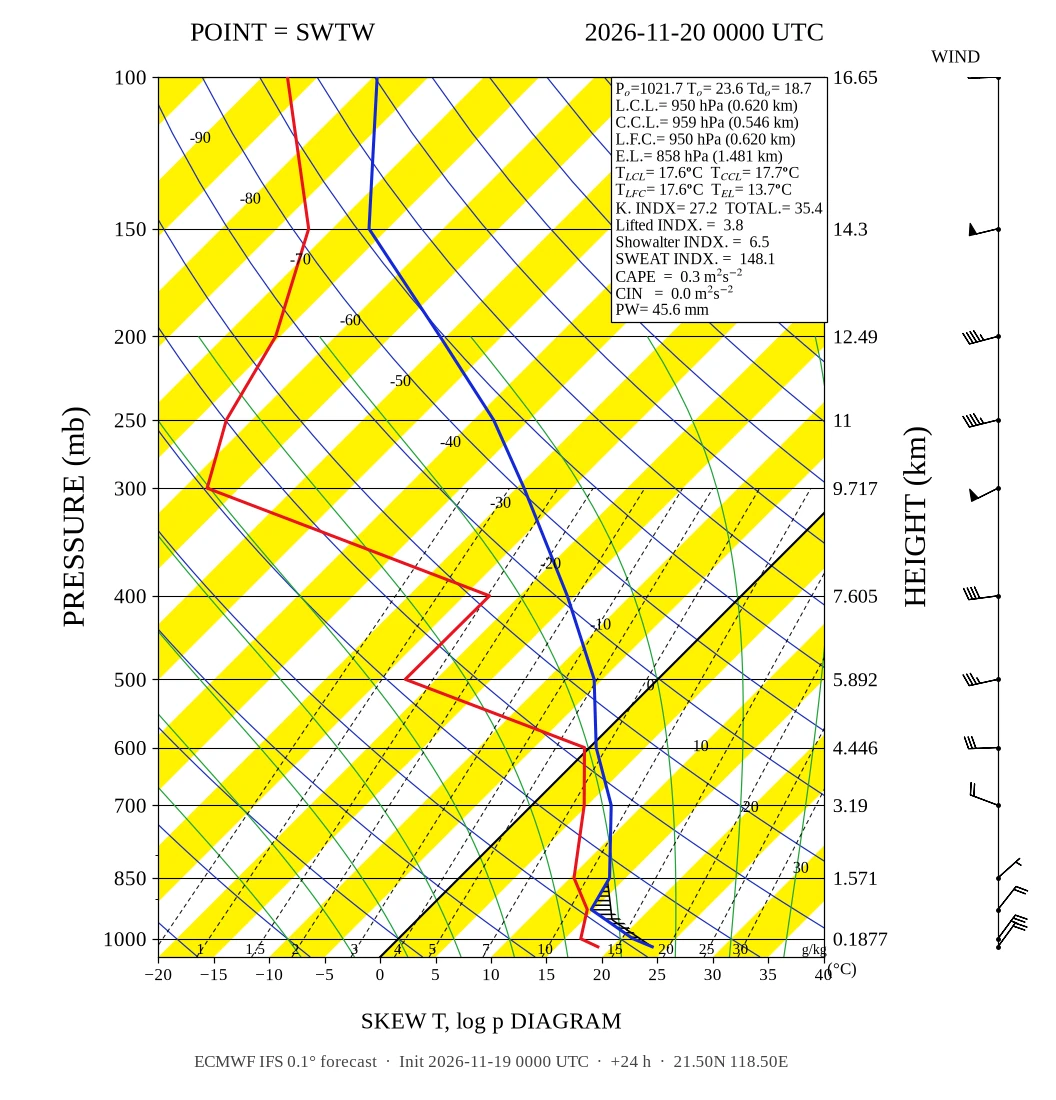 POINT = SWTW 2026-11-20 0000 UTC
WIND
100 16.65
Pₒ=1021.7 Tₒ= 23.6 Tdₒ= 18.7
L.C.L.= 950 hPa (0.620 km)
C.C.L.= 959 hPa (0.546 km)
L.F.C.= 950 hPa (0.620 km)
E.L.= 858 hPa (1.481 km)
T_LCL= 17.6°C T_CCL= 17.7°C
T_LFC= 17.6°C T_EL= 13.7°C
K. INDX= 27.2 TOTAL.= 35.4
Lifted INDX. = 3.8
Showalter INDX. = 6.5
SWEAT INDX. = 148.1
CAPE = 0.3 m²s⁻²
CIN = 0.0 m²s⁻²
PW= 45.6 mm
-90
-80
150 14.3
-70
-60
200 12.49
-50
250 11
-40
300 9.717
-30
-20
PRESSURE (mb)
HEIGHT (km)
400 7.605
-10
500 5.892
0
600 10 4.446
700 20 3.19
30
850 1.571
1000 0.1877
1 1.5 2 3 4 5 7 10 15 20 25 30 g/kg
−20 −15 −10 −5 0 5 10 15 20 25 30 35 40 (°C)
SKEW T, log p DIAGRAM
ECMWF IFS 0.1° forecast · Init 2026-11-19 0000 UTC · +24 h · 21.50N 118.50E